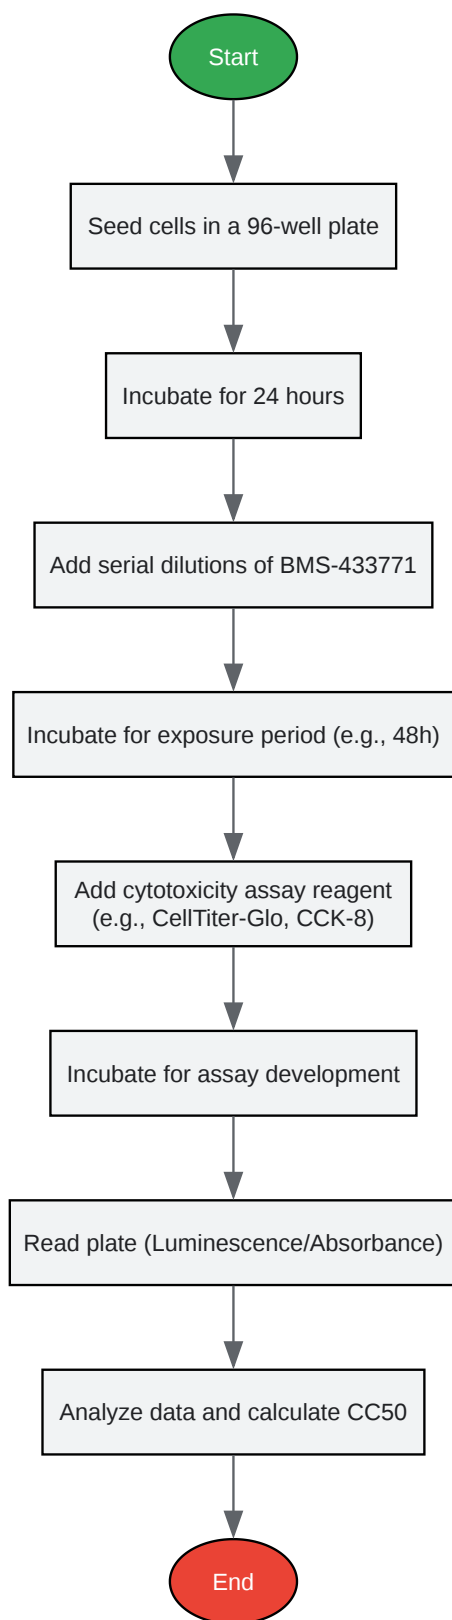 Start
Seed cells in a 96-well plate
Incubate for 24 hours
Add serial dilutions of BMS-433771
Incubate for exposure period (e.g., 48h)
Add cytotoxicity assay reagent
(e.g., CellTiter-Glo, CCK-8)
Incubate for assay development
Read plate (Luminescence/Absorbance)
Analyze data and calculate CC50
End